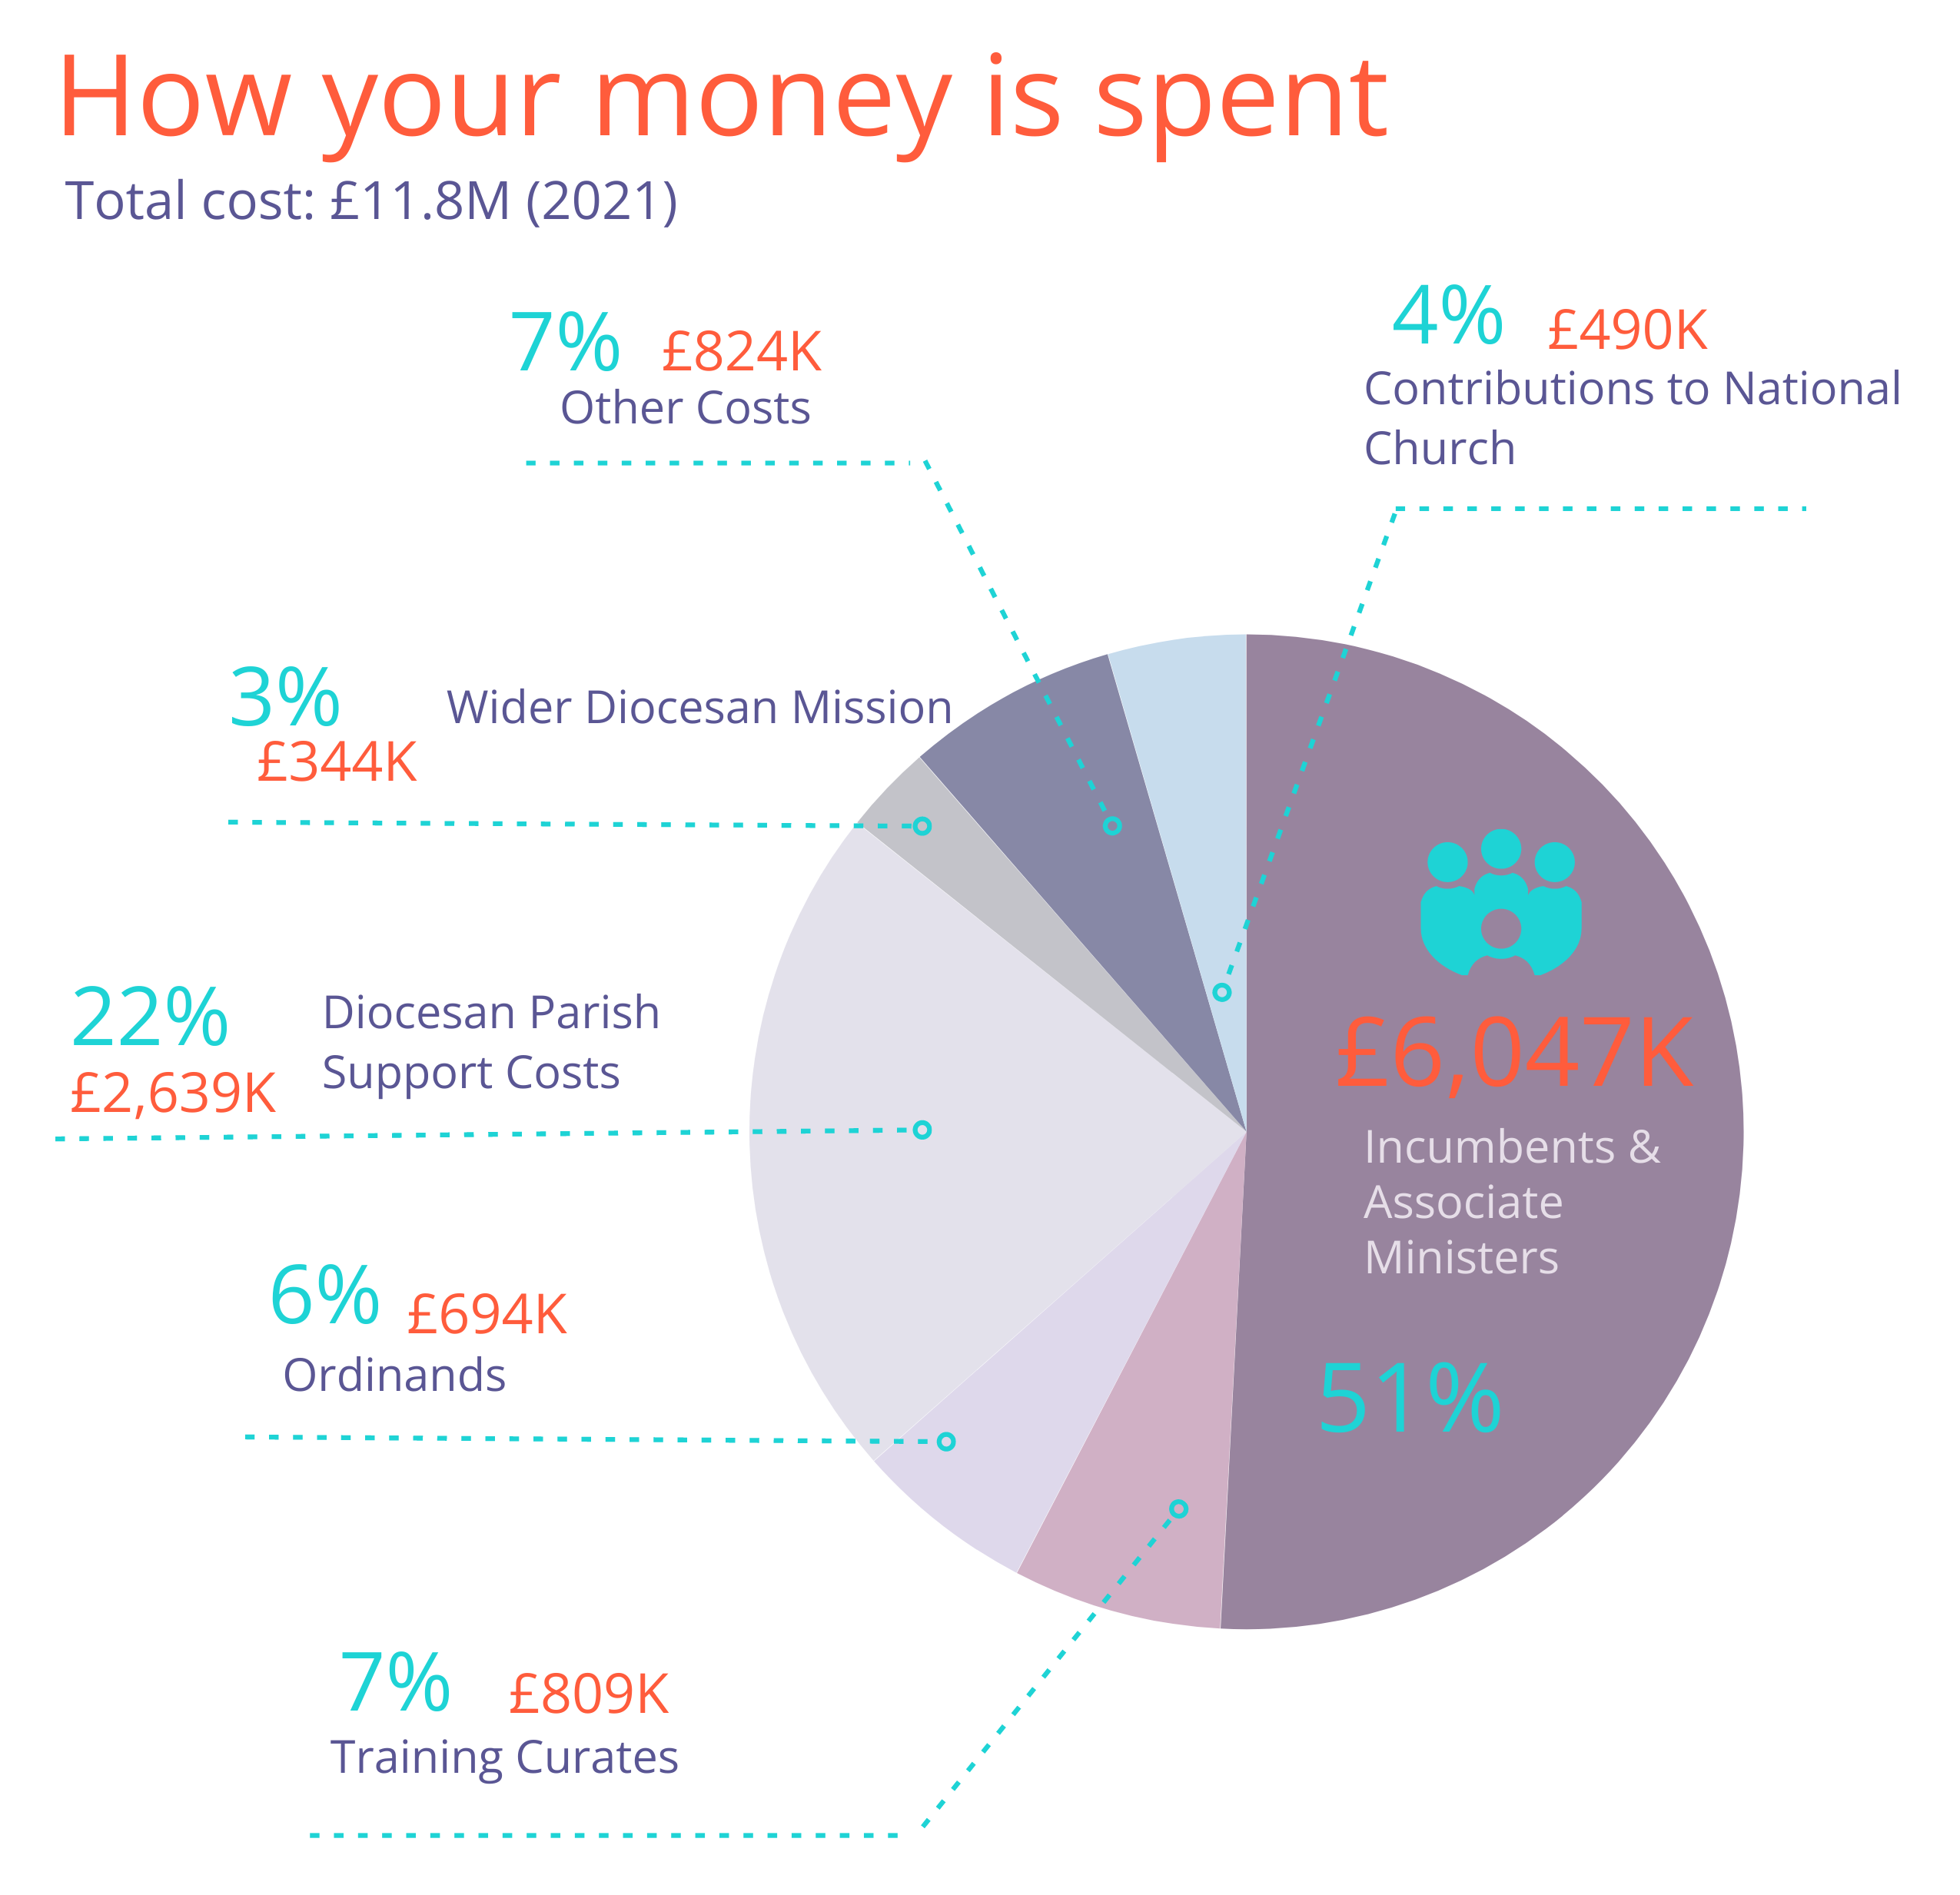 How your money is spent
Total cost: £11.8M (2021)
4% £490K
Contributions to National
Church
7% £824K
Other Costs
3% Wider Diocesan Mission
£344K
22% Diocesan Parish
£2,639K Support Costs
£6,047K
Incumbents &
Associate
Ministers
51%
6% £694K
Ordinands
7% £809K
Training Curates